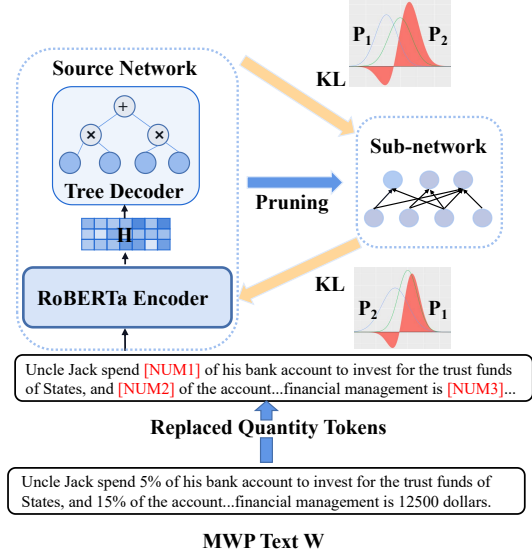 Source Network
+
× ×
Tree Decoder
H
RoBERTa Encoder
KL
P1 P2
Sub-network
Pruning
KL
P2 P1
Uncle Jack spend [NUM1] of his bank account to invest for the trust funds
of States, and [NUM2] of the account...financial management is [NUM3]...
Replaced Quantity Tokens
Uncle Jack spend 5% of his bank account to invest for the trust funds of
States, and 15% of the account...financial management is 12500 dollars.
MWP Text W